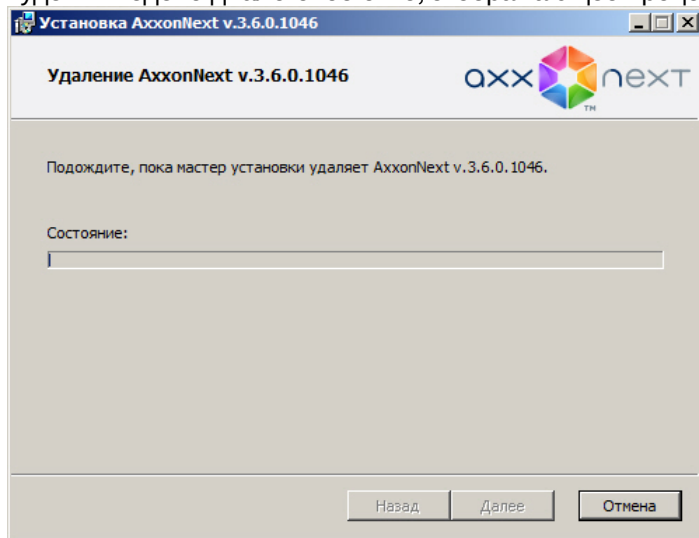 Установка AxxonNext v.3.6.0.1046
Удаление AxxonNext v.3.6.0.1046
axx next
TM
Подождите, пока мастер установки удаляет AxxonNext v.3.6.0.1046.
Состояние:
Назад Далее Отмена